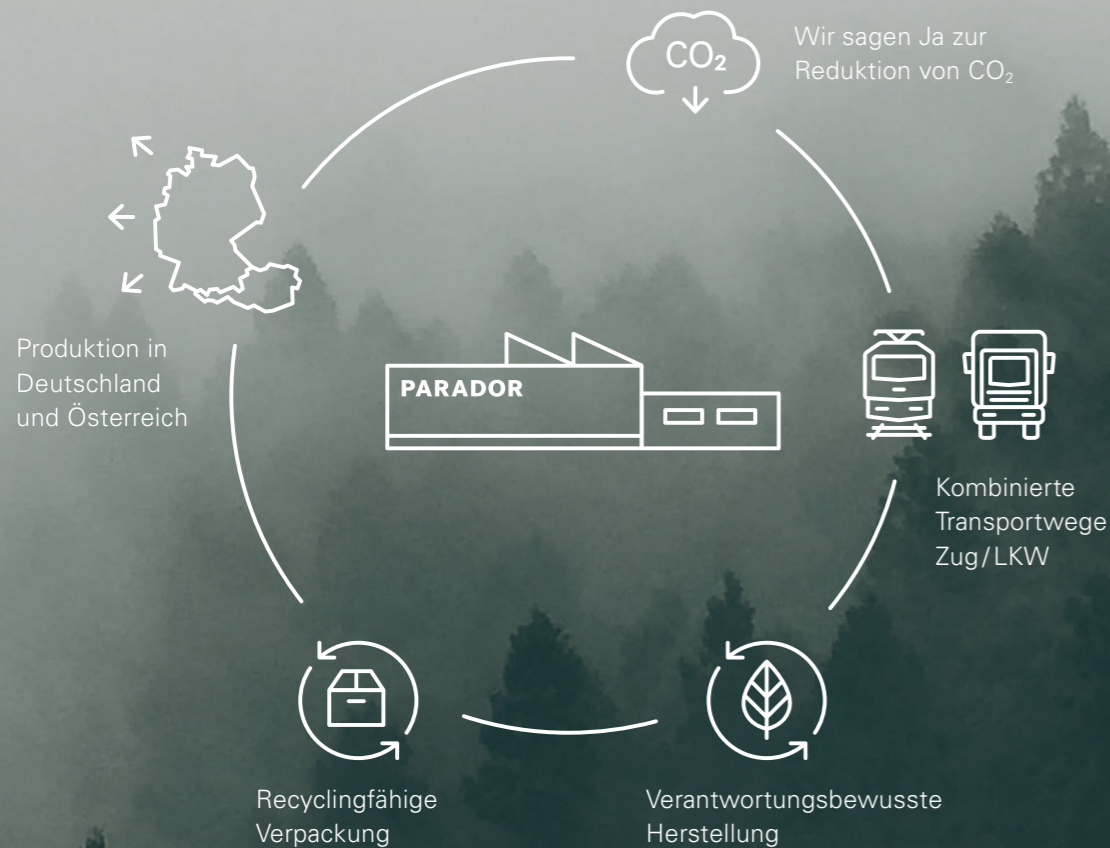 CO₂
Wir sagen Ja zur
Reduktion von CO₂
Produktion in
Deutschland
und Österreich
PARADOR
Kombinierte
Transportwege
Zug/LKW
Recyclingfähige
Verpackung
Verantwortungsbewusste
Herstellung